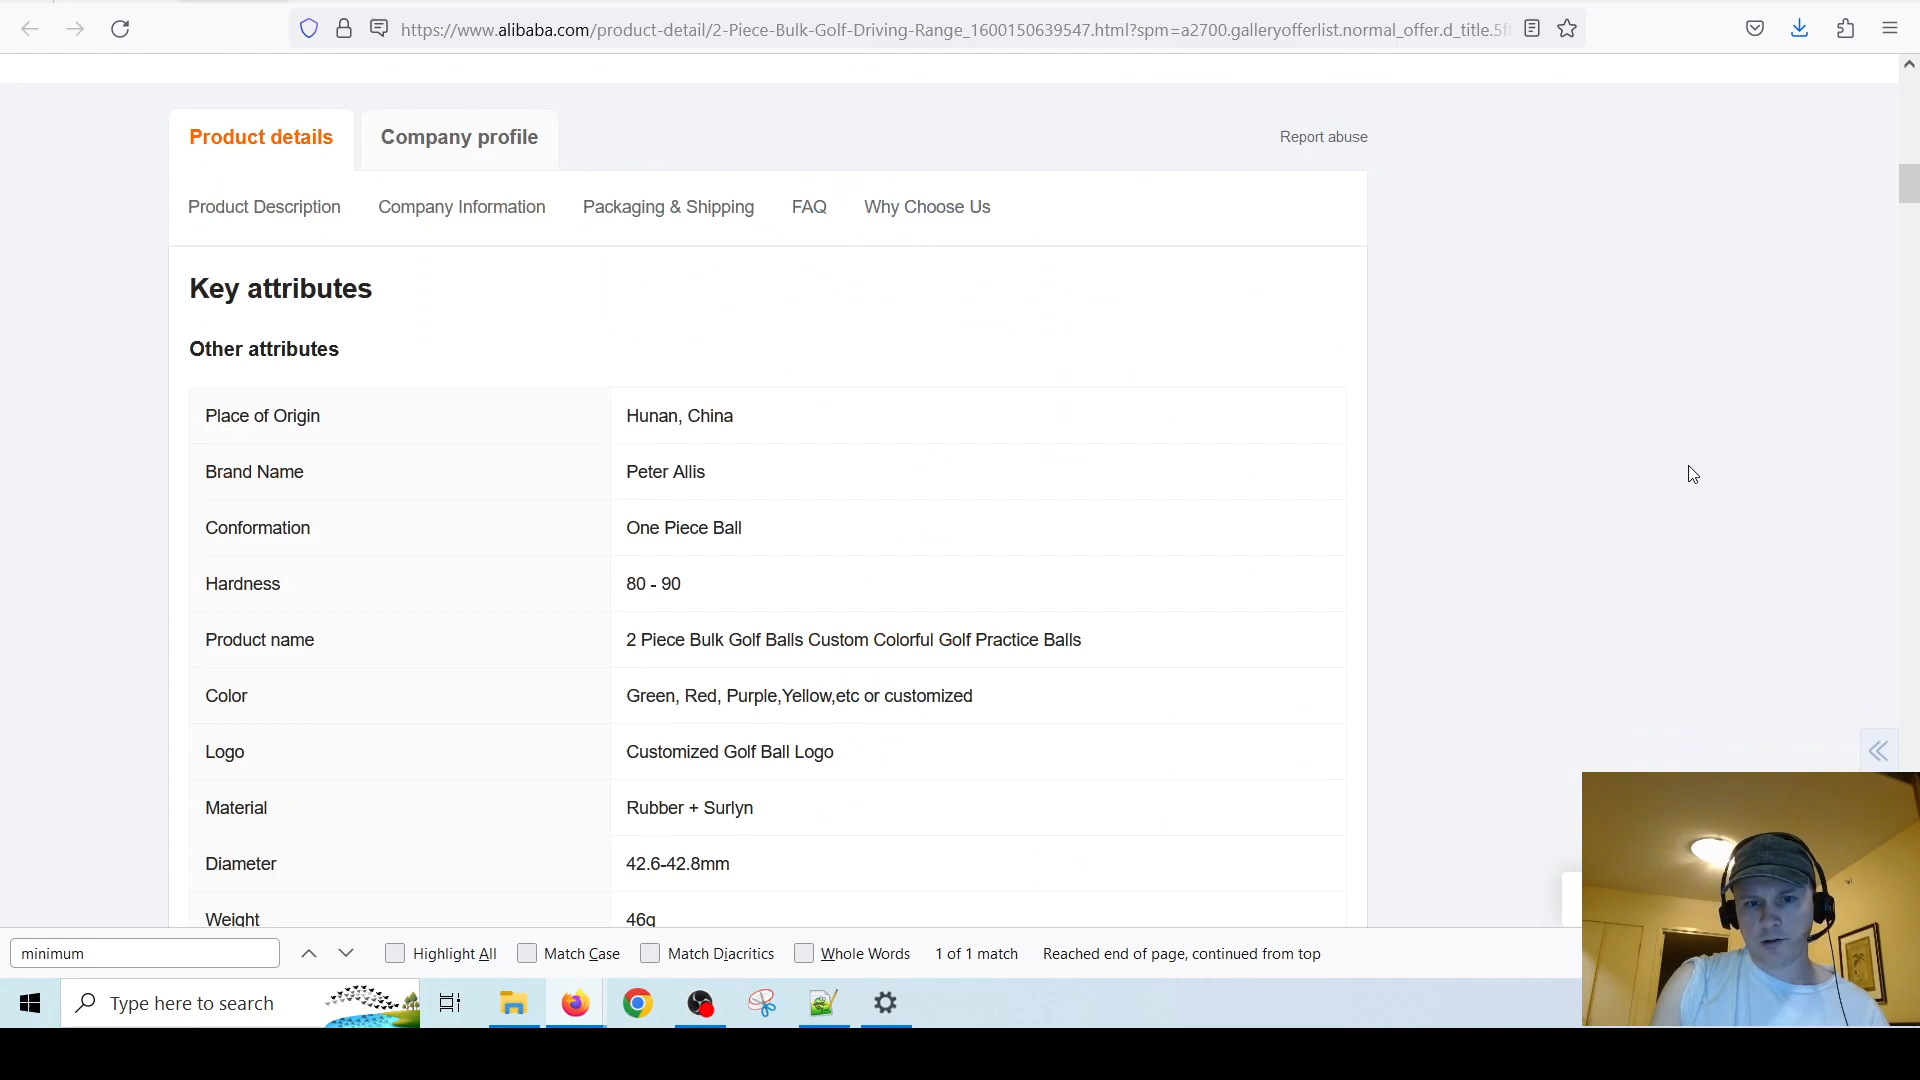 https://www.alibaba.com/product-detail/2-Piece-Bulk-Golf-Driving-Range_1600150639547.html?spm=a2700.galleryofferlist.normal_offer.d_title.5f
Product details
Company profile
Report abuse
Product Description
Company Information
Packaging & Shipping
FAQ
Why Choose Us
Key attributes
Other attributes
Place of Origin Hunan, China
Brand Name Peter Allis
Conformation One Piece Ball
Hardness 80 - 90
Product name 2 Piece Bulk Golf Balls Custom Colorful Golf Practice Balls
Color Green, Red, Purple,Yellow,etc or customized
Logo Customized Golf Ball Logo
Material Rubber + Surlyn
Diameter 42.6-42.8mm
Weight 46g
minimum Highlight All Match Case Match Diacritics Whole Words 1 of 1 match Reached end of page, continued from top
Type here to search